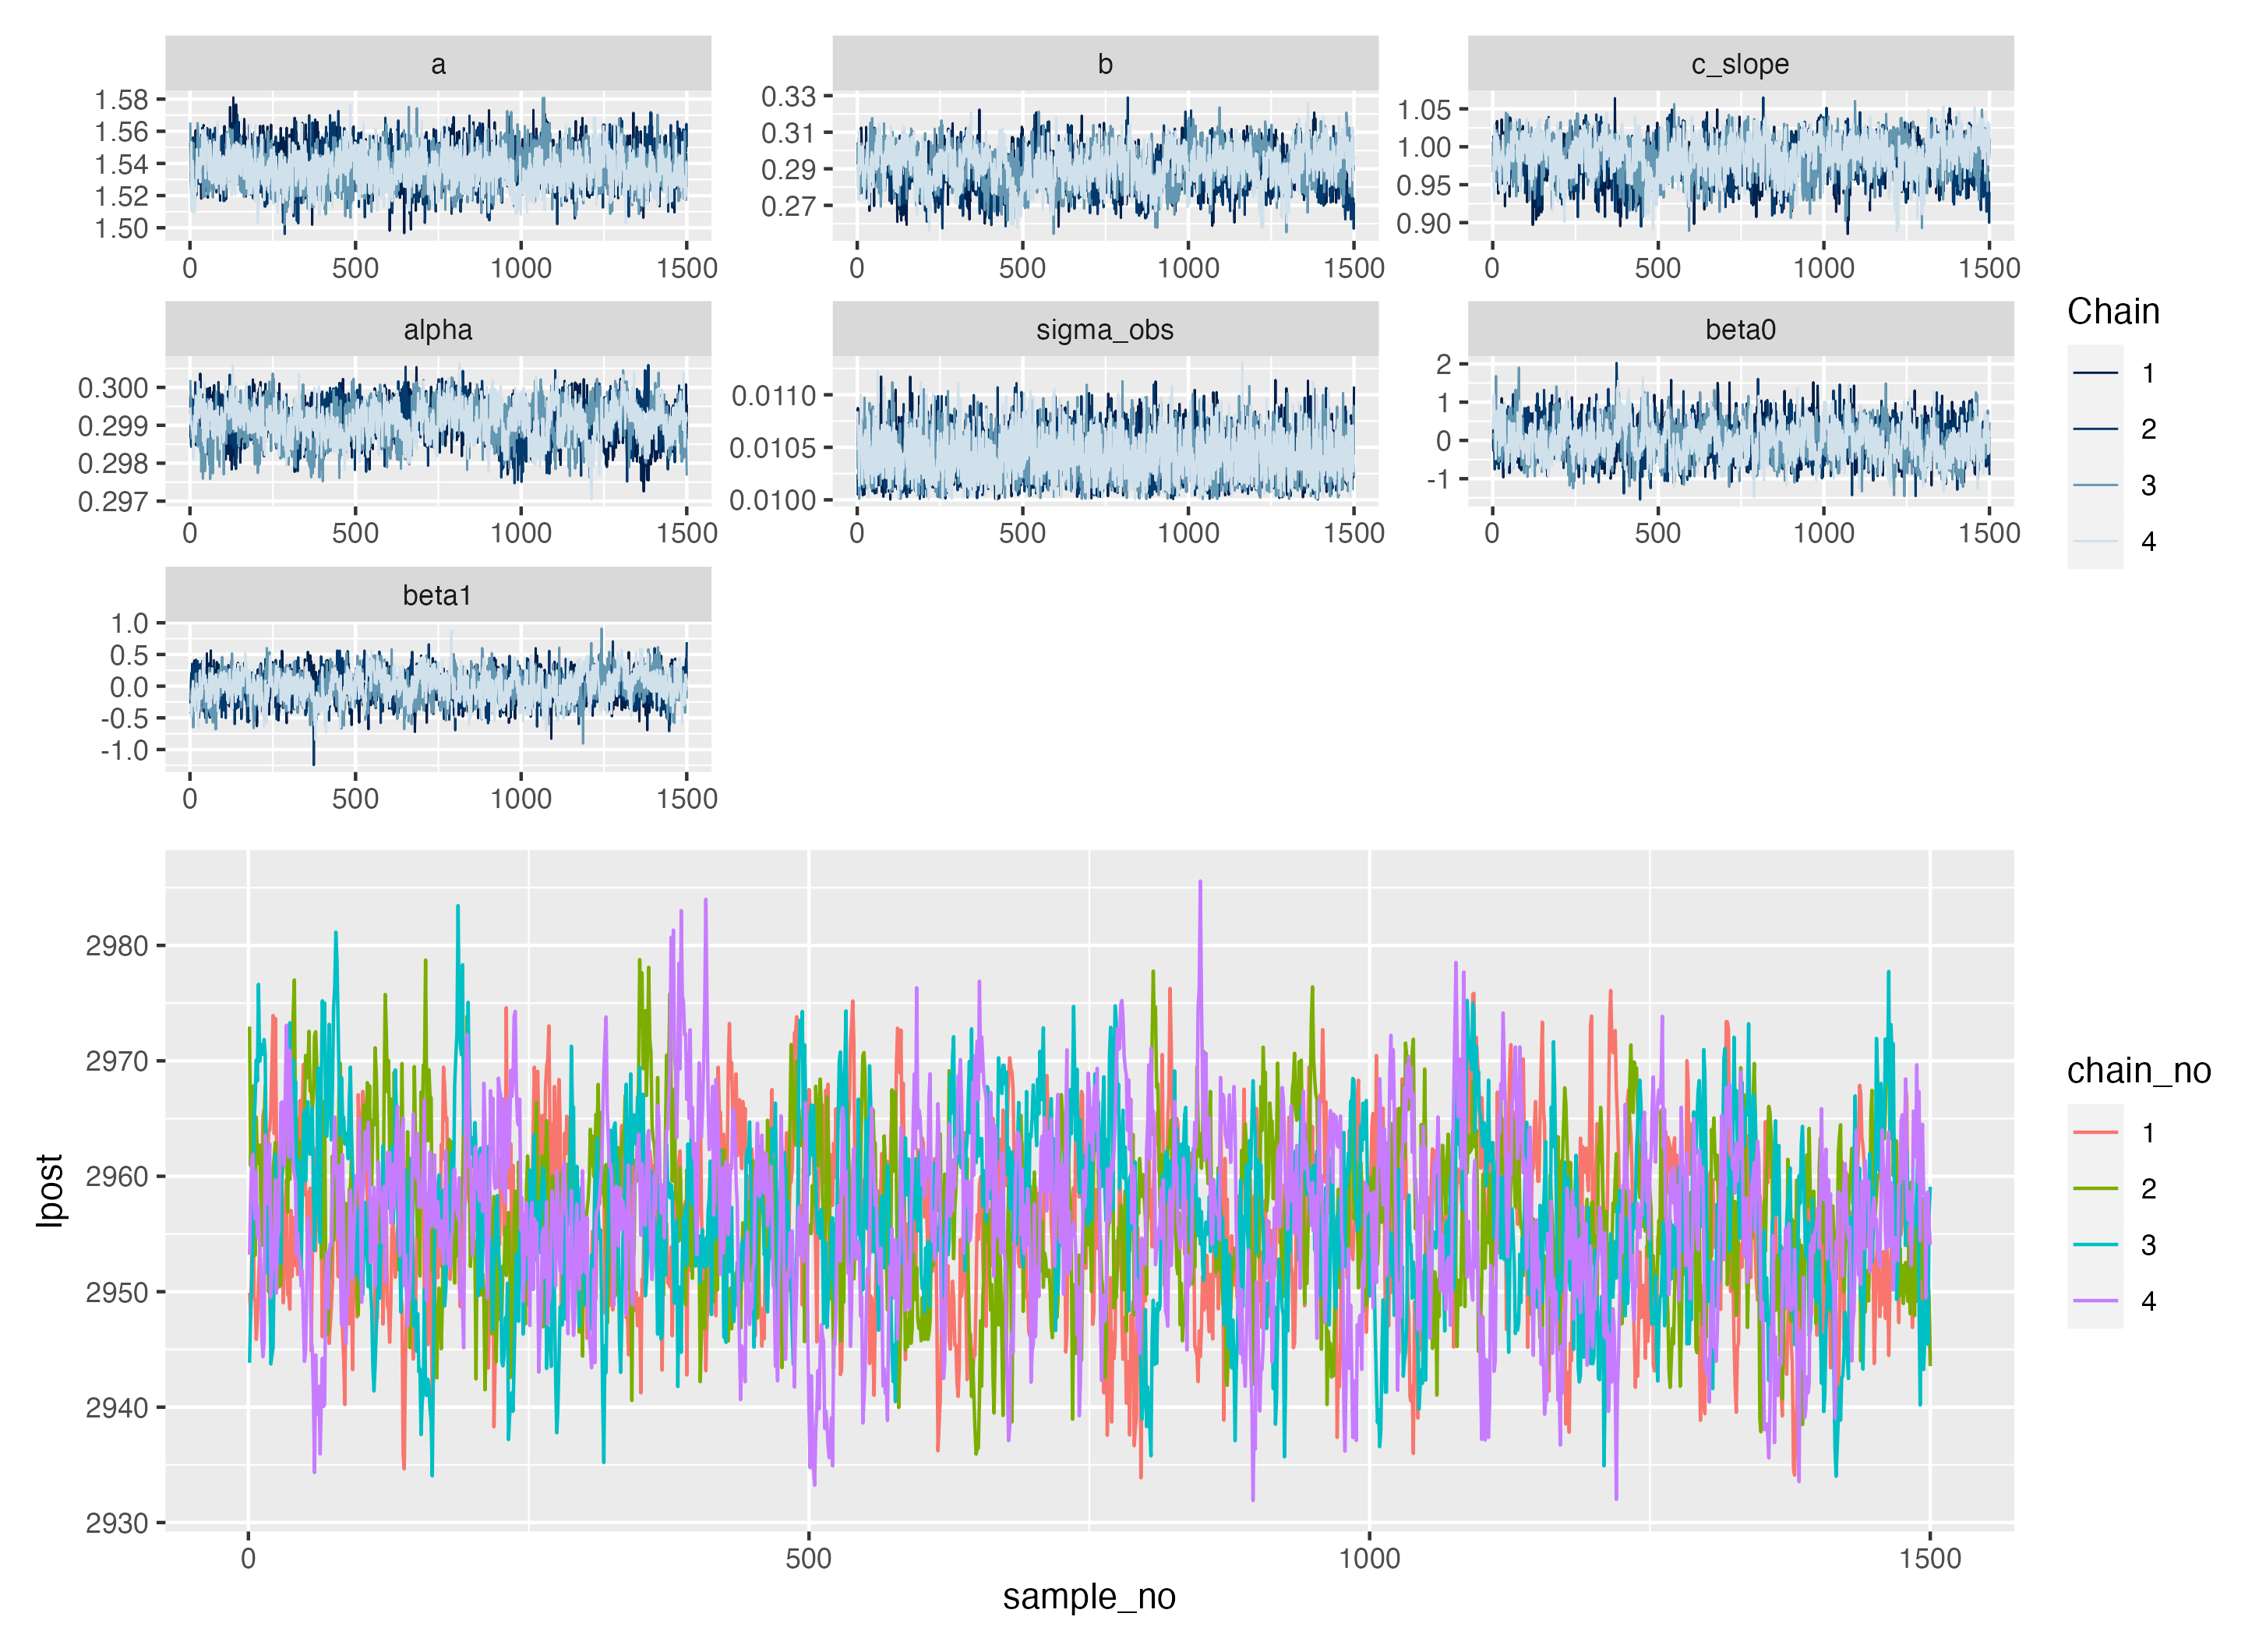 a
b
c_slope
1.58
1.56
1.54
1.52
1.50
0 500 1000 1500
0.33
0.31
0.29
0.27
0 500 1000 1500
1.05
1.00
0.95
0.90
0 500 1000 1500
alpha
sigma_obs
beta0
0.300
0.299
0.298
0.297
0 500 1000 1500
0.0110
0.0105
0.0100
0 500 1000 1500
2
1
0
-1
0 500 1000 1500
beta1
1.0
0.5
0.0
-0.5
-1.0
0 500 1000 1500
Chain
1
2
3
4
lpost
2980
2970
2960
2950
2940
2930
0 500 1000 1500
sample_no
chain_no
1
2
3
4